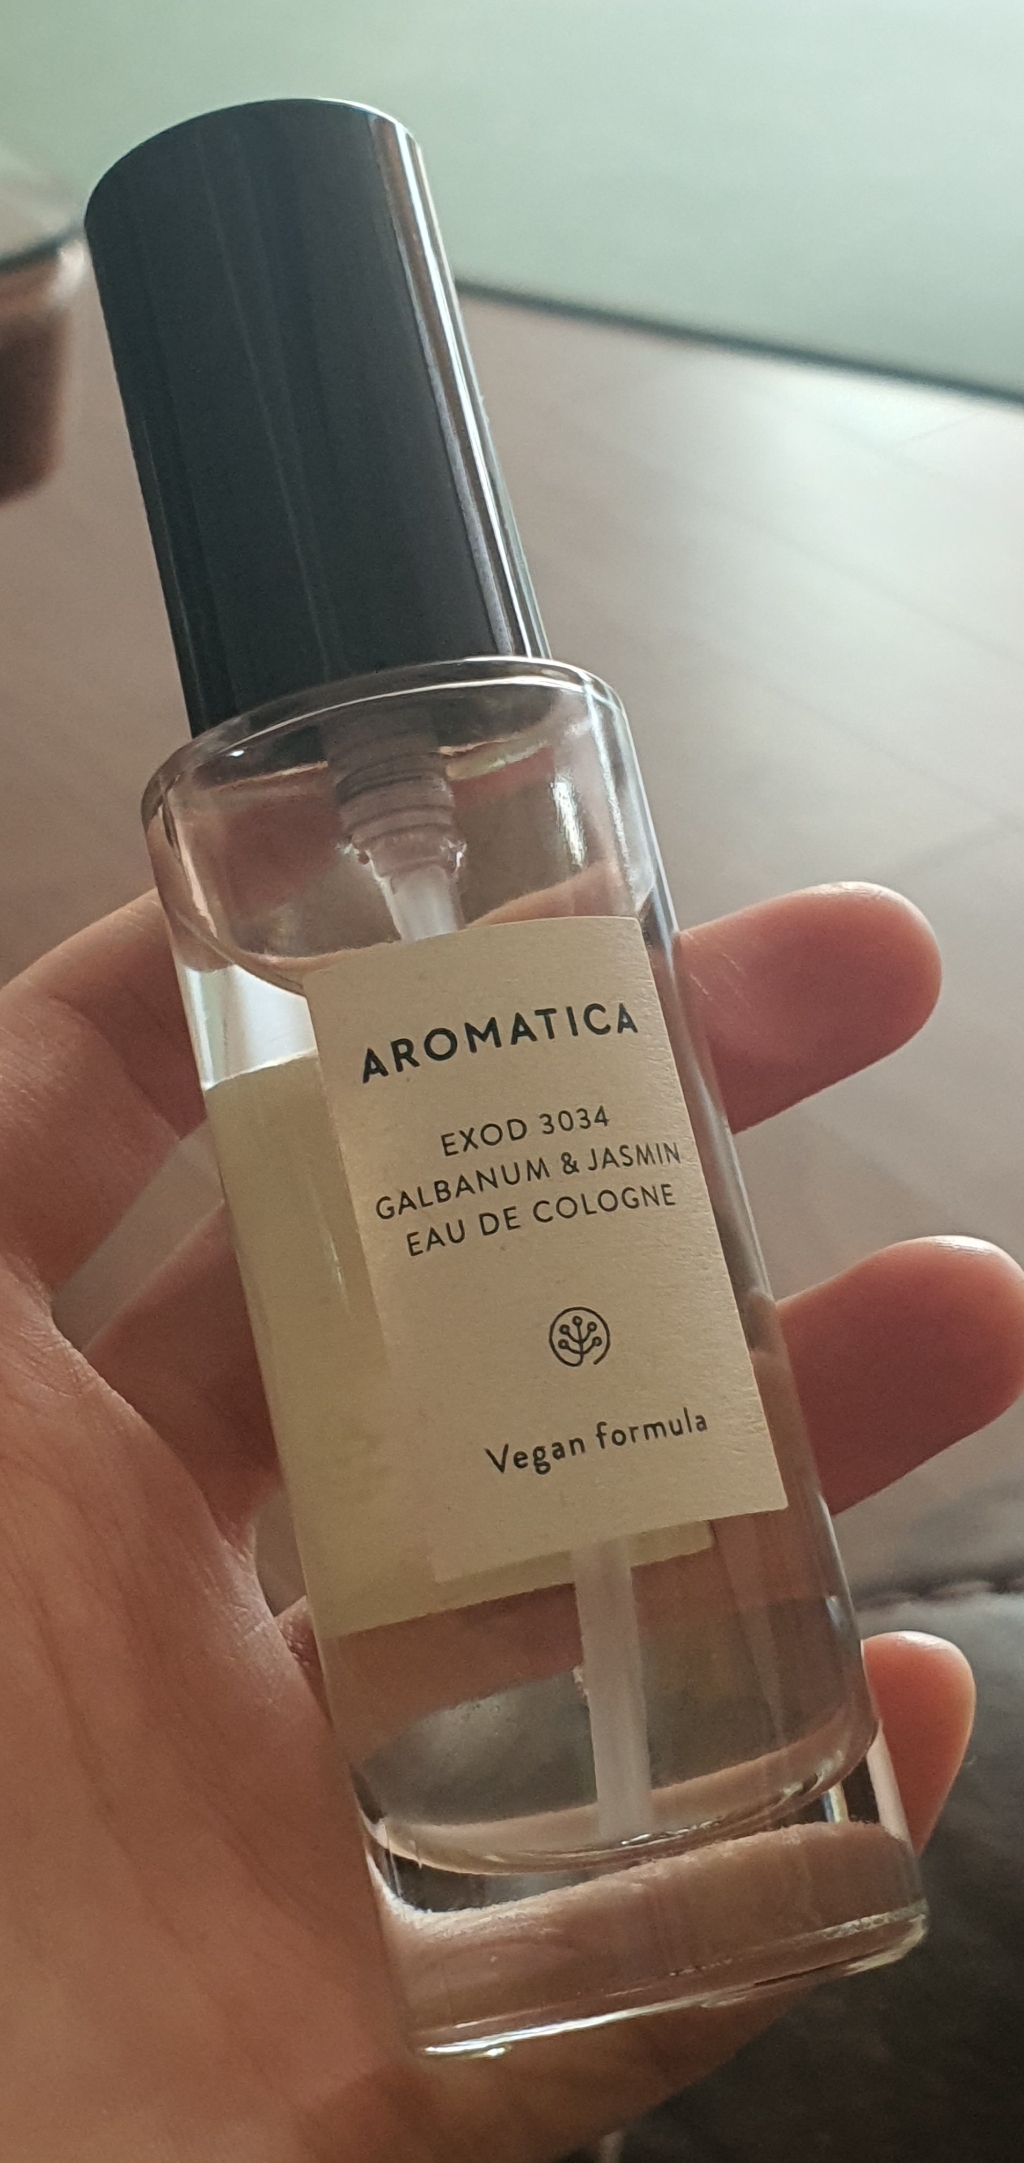 AROMATICA
EXOD 3034
GALBANUM & JASMIN
EAU DE COLOGNE
Vegan formula